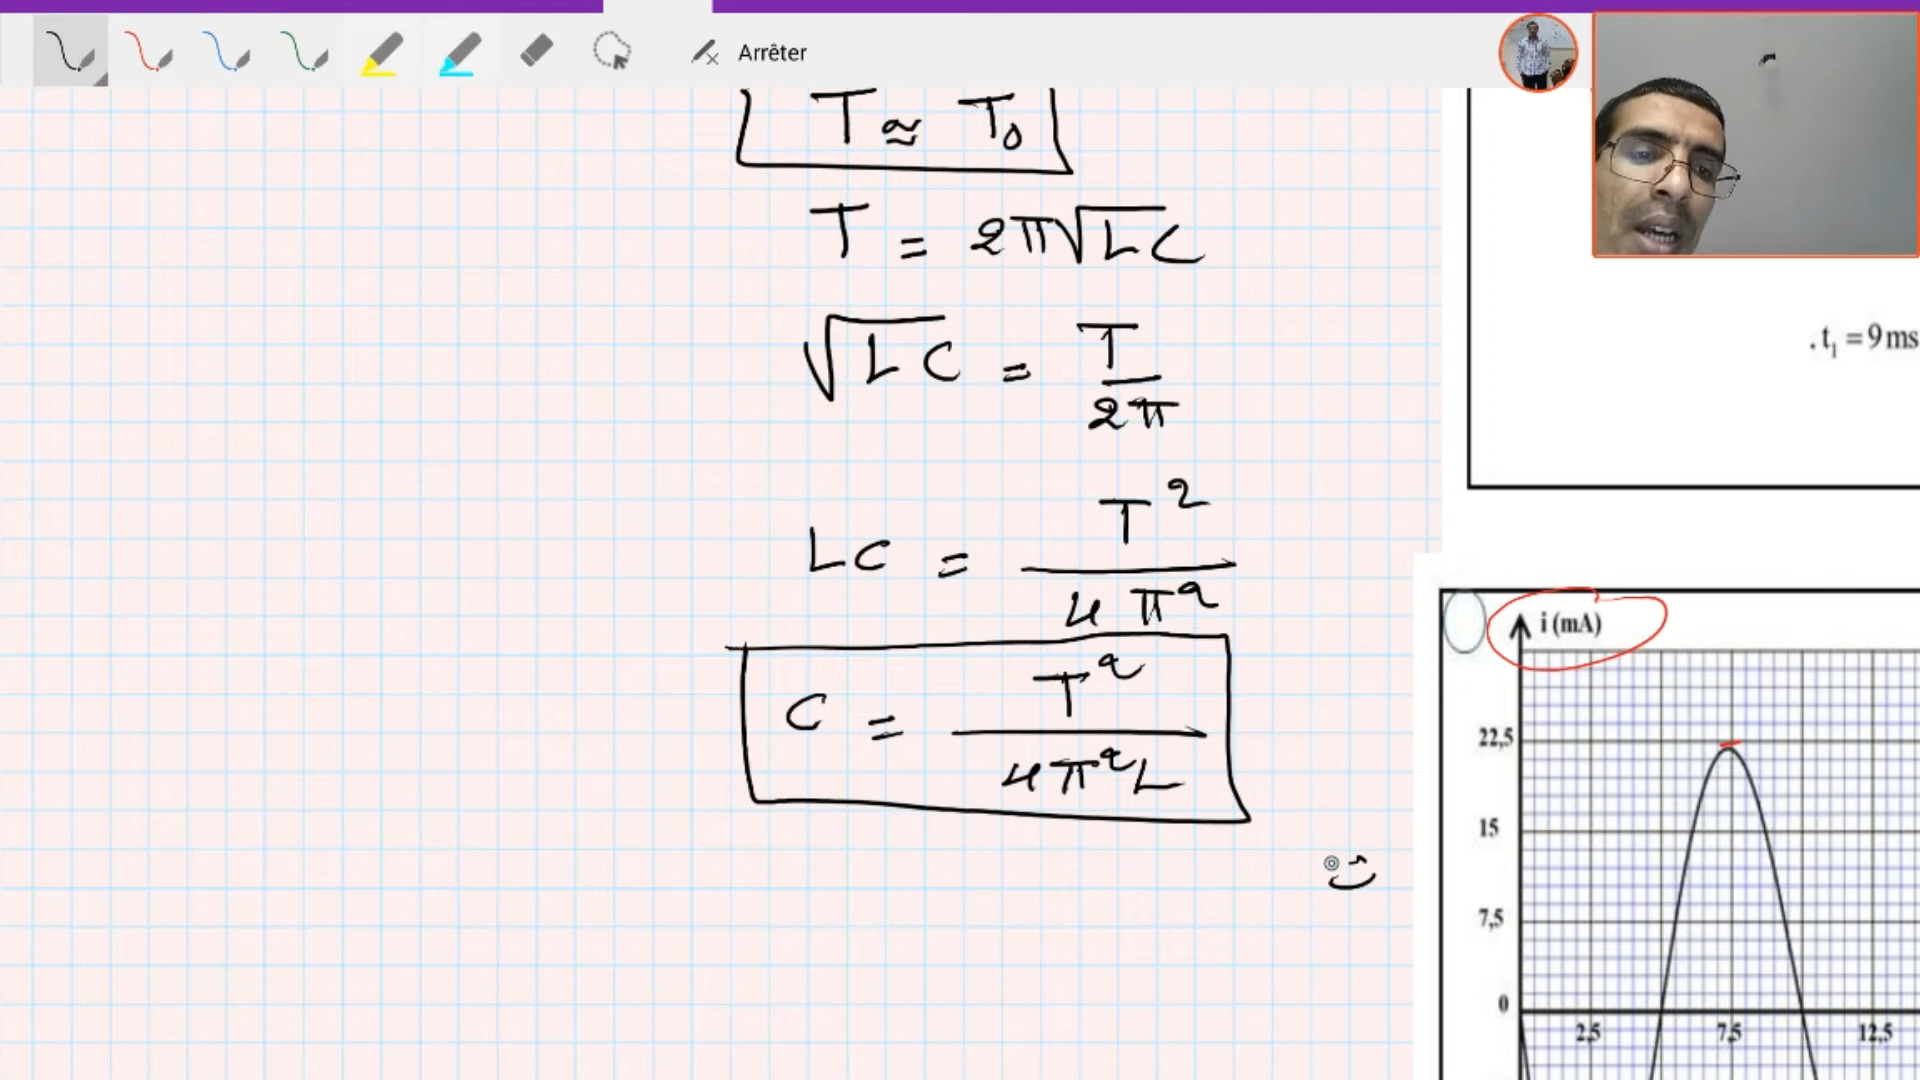 Arrêter
T ≈ T₀
T = 2π√LC
√LC = T/2π
LC = T²/4π²
C = T²/4π²L
. t₁ = 9 ms
i (mA)
22,5
15
7,5
0
2,5 7,5 12,5